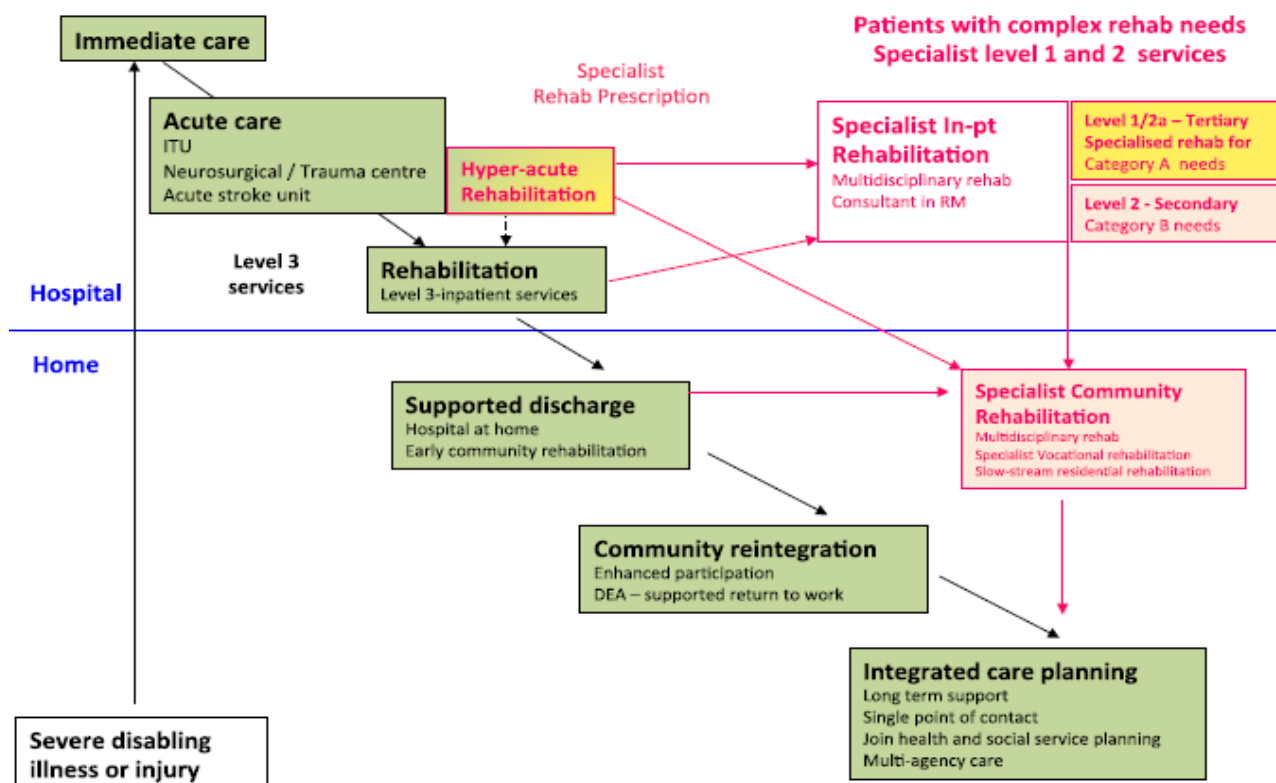 Immediate care
Patients with complex rehab needs
Specialist level 1 and 2 services
Specialist
Rehab Prescription
Acute care
ITU
Neurosurgical / Trauma centre
Acute stroke unit
Hyper-acute
Rehabilitation
Specialist In-pt
Rehabilitation
Multidisciplinary rehab
Consultant in RM
Level 1/2a – Tertiary
Specialised rehab for
Category A needs
Level 2 - Secondary
Category B needs
Level 3
services
Rehabilitation
Level 3-inpatient services
Hospital
Home
Supported discharge
Hospital at home
Early community rehabilitation
Specialist Community
Rehabilitation
Multidisciplinary rehab
Specialist Vocational rehabilitation
Slow-stream residential rehabilitation
Community reintegration
Enhanced participation
DEA – supported return to work
Integrated care planning
Long term support
Single point of contact
Join health and social service planning
Multi-agency care
Severe disabling
illness or injury